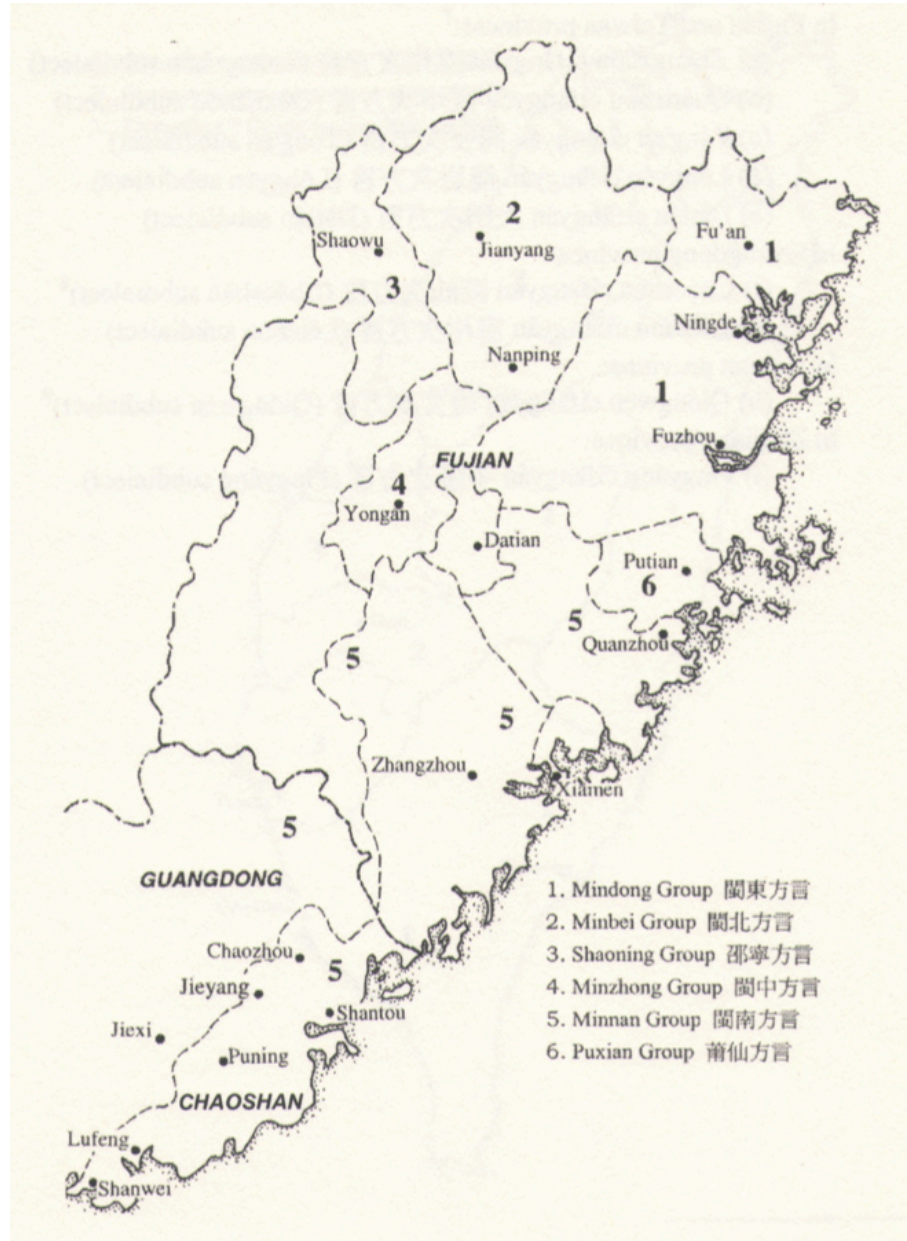 2
Fu'an
Shaowu
Jianyang
1
3
Ningde
Nanping
1
Fuzhou
FUJIAN
4
Yongan
Datian
Putian
6
5
Quanzhou
5
5
Zhangzhou
Xiamen
5
GUANGDONG
1. Mindong Group 閩東方言
2. Minbei Group 閩北方言
3. Shaoning Group 邵寧方言
4. Minzhong Group 閩中方言
5. Minnan Group 閩南方言
6. Puxian Group 莆仙方言
Chaozhou
5
Jieyang
Shantou
Jiexi
Puning
CHAOSHAN
Lufeng
Shanwei